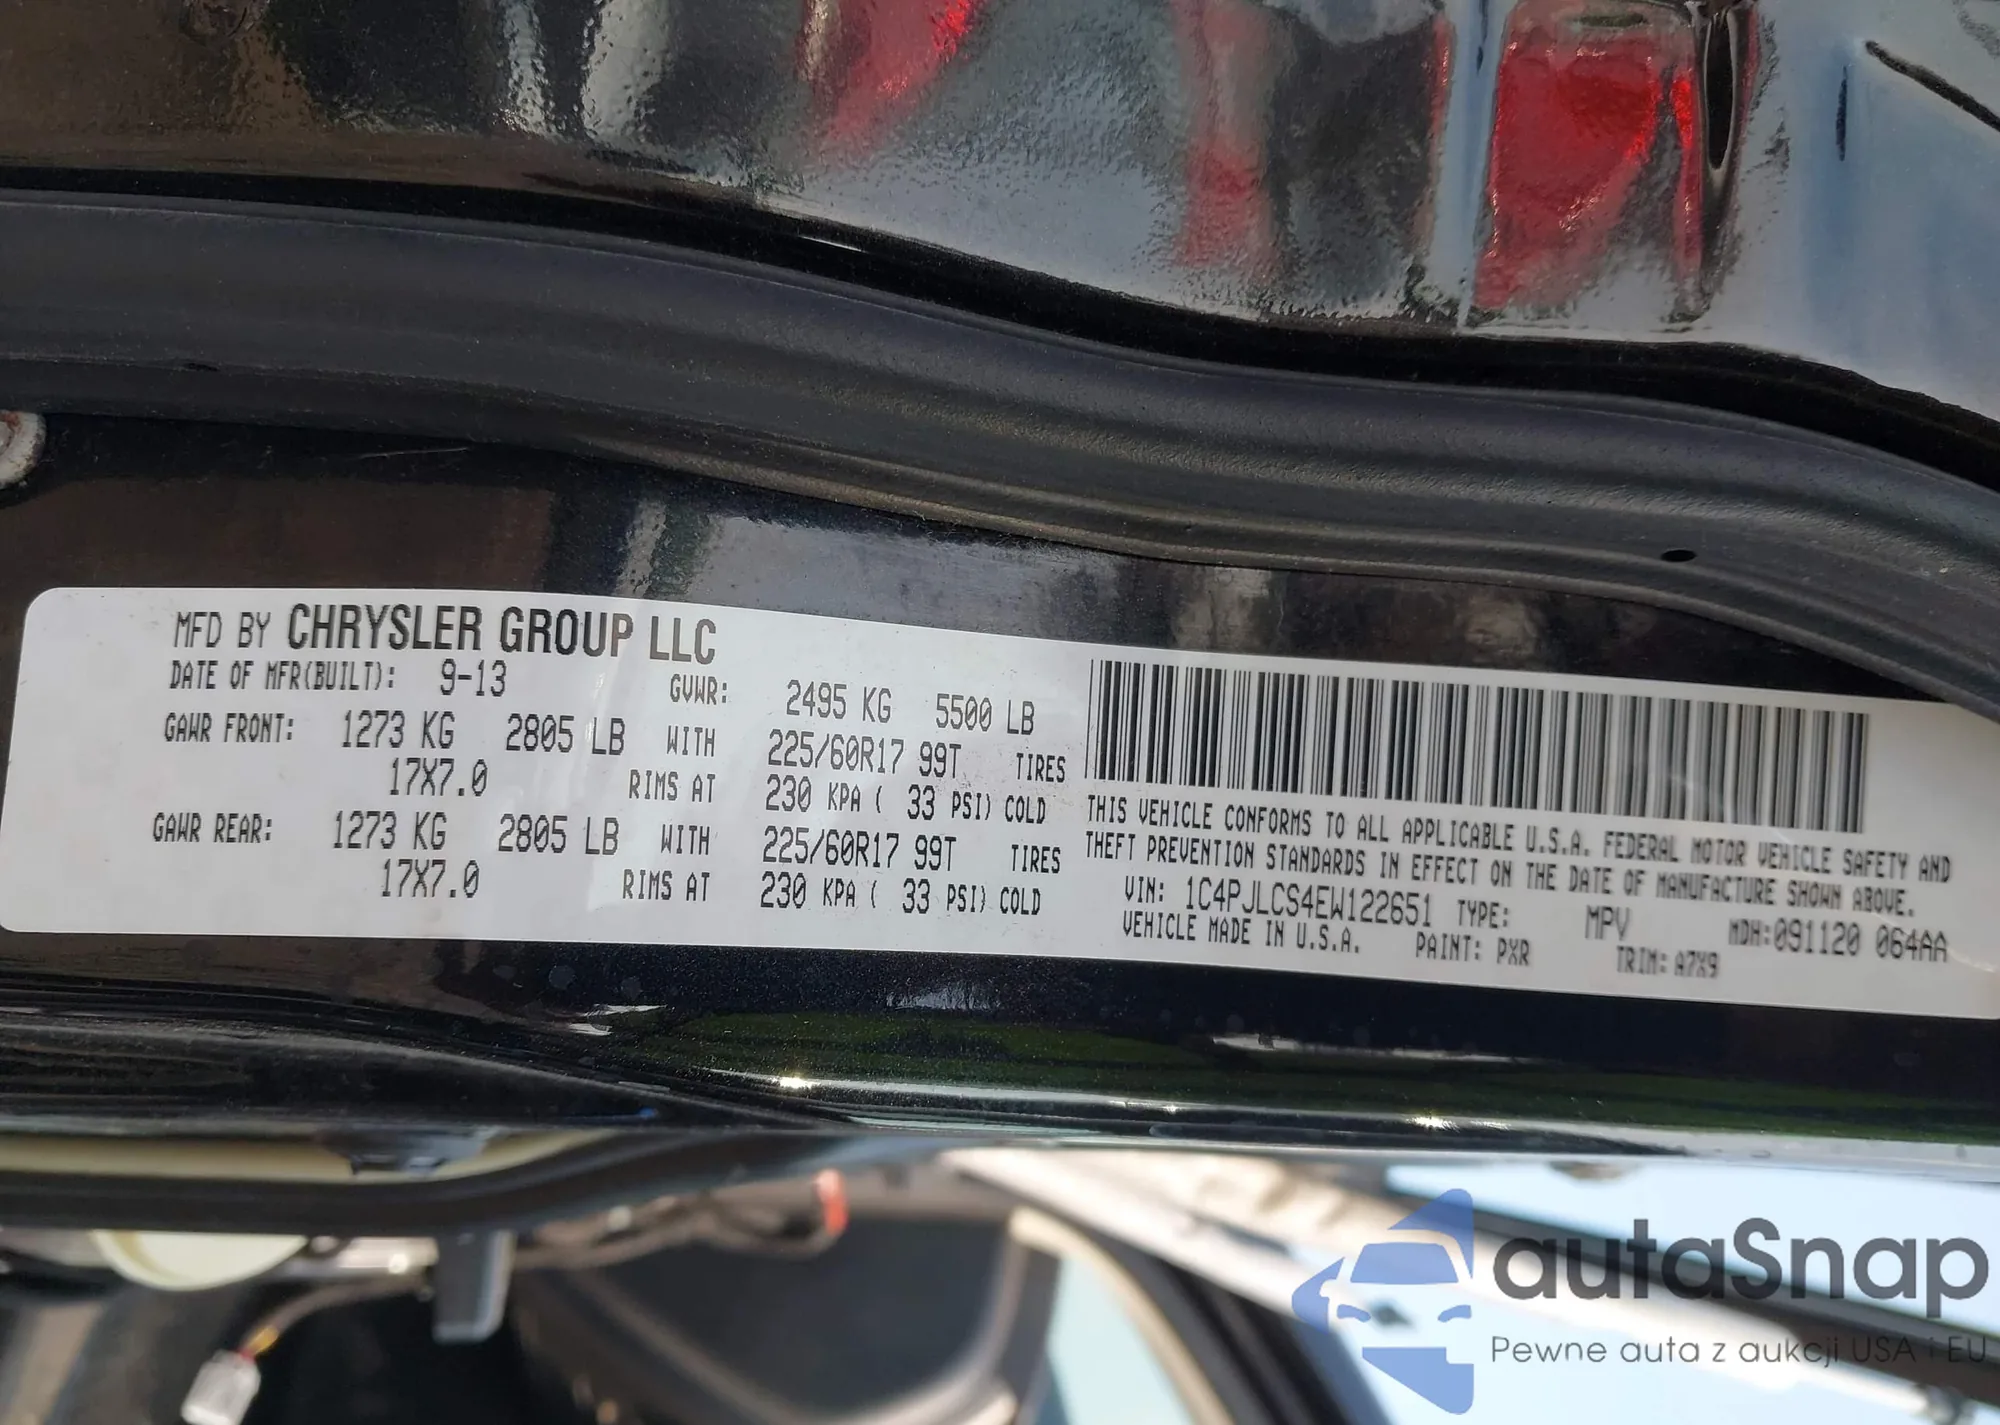 MFD BY CHRYSLER GROUP LLC
DATE OF MFR(BUILT): 9-13 GVWR: 2495 KG 5500 LB
GAWR FRONT: 1273 KG 2805 LB WITH 225/60R17 99T TIRES
17X7.0 RIMS AT 230 KPA ( 33 PSI) COLD
GAWR REAR: 1273 KG 2805 LB WITH 225/60R17 99T TIRES
17X7.0 RIMS AT 230 KPA ( 33 PSI) COLD
THIS VEHICLE CONFORMS TO ALL APPLICABLE U.S.A. FEDERAL MOTOR VEHICLE SAFETY AND
THEFT PREVENTION STANDARDS IN EFFECT ON THE DATE OF MANUFACTURE SHOWN ABOVE.
VIN: 1C4PJLCS4EW122651 TYPE: MPV MDH:091120 064AA
VEHICLE MADE IN U.S.A. PAINT: PXR TRIM: A7X9
autaSnap
Pewne auta z aukcji USA i EU